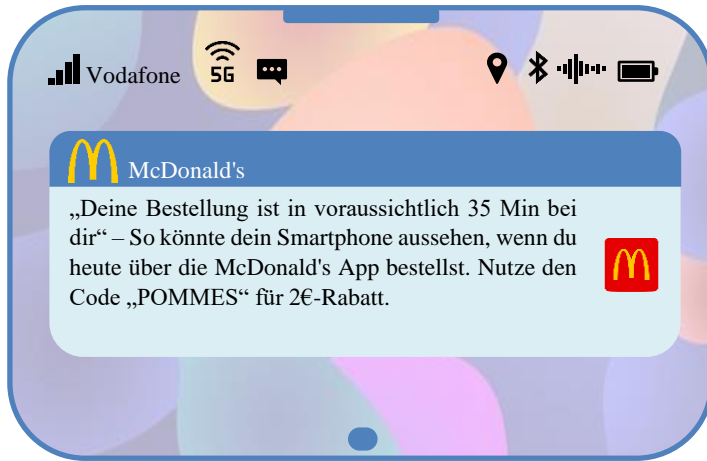 Vodafone 5G
McDonald's
„Deine Bestellung ist in voraussichtlich 35 Min bei
dir“ – So könnte dein Smartphone aussehen, wenn du
heute über die McDonald's App bestellst. Nutze den
Code „POMMES“ für 2€-Rabatt.